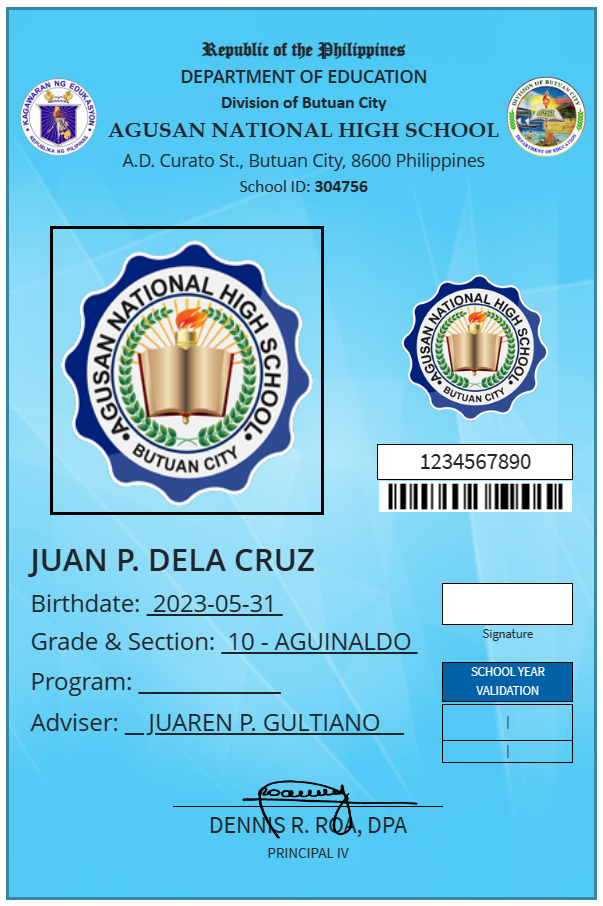 Republic of the Philippines
DEPARTMENT OF EDUCATION
Division of Butuan City
AGUSAN NATIONAL HIGH SCHOOL
A.D. Curato St., Butuan City, 8600 Philippines
School ID: 304756
KAGAWARAN NG EDUKASYON
REPUBLIKA NG PILIPINAS
DIVISION OF BUTUAN CITY
DEPARTMENT OF EDUCATION
AGUSAN NATIONAL HIGH SCHOOL
BUTUAN CITY
AGUSAN NATIONAL HIGH SCHOOL
BUTUAN CITY
1234567890
JUAN P. DELA CRUZ
Birthdate: 2023-05-31
Grade & Section: 10 - AGUINALDO
Signature
Program:
SCHOOL YEAR
VALIDATION
|
|
Adviser: JUAREN P. GULTIANO
DENNIS R. ROA, DPA
PRINCIPAL IV